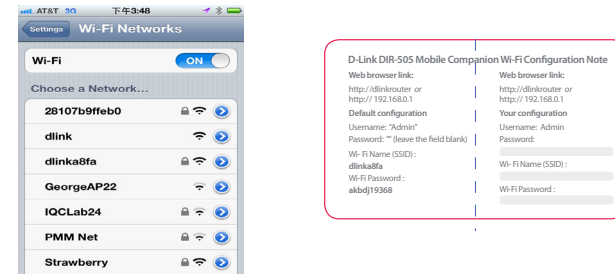 AT&T 3G 下午3:48
Settings Wi-Fi Networks
Wi-Fi ON
Choose a Network...
28107b9ffeb0
dlink
dlinka8fa
GeorgeAP22
IQCLab24
PMM Net
Strawberry
D-Link DIR-505 Mobile Companion Wi-Fi Configuration Note
Web browser link:
http://dlinkrouter or
http:// 192.168.0.1
Default configuration
Username: "Admin"
Password: "" (leave the field blank)
Wi- Fi Name (SSID) :
dlinka8fa
Wi-Fi Password :
akbdj19368
Web browser link:
http://dlinkrouter or
http:// 192.168.0.1
Your configuration
Username: Admin
Password:
Wi- Fi Name (SSID) :
Wi-Fi Password :